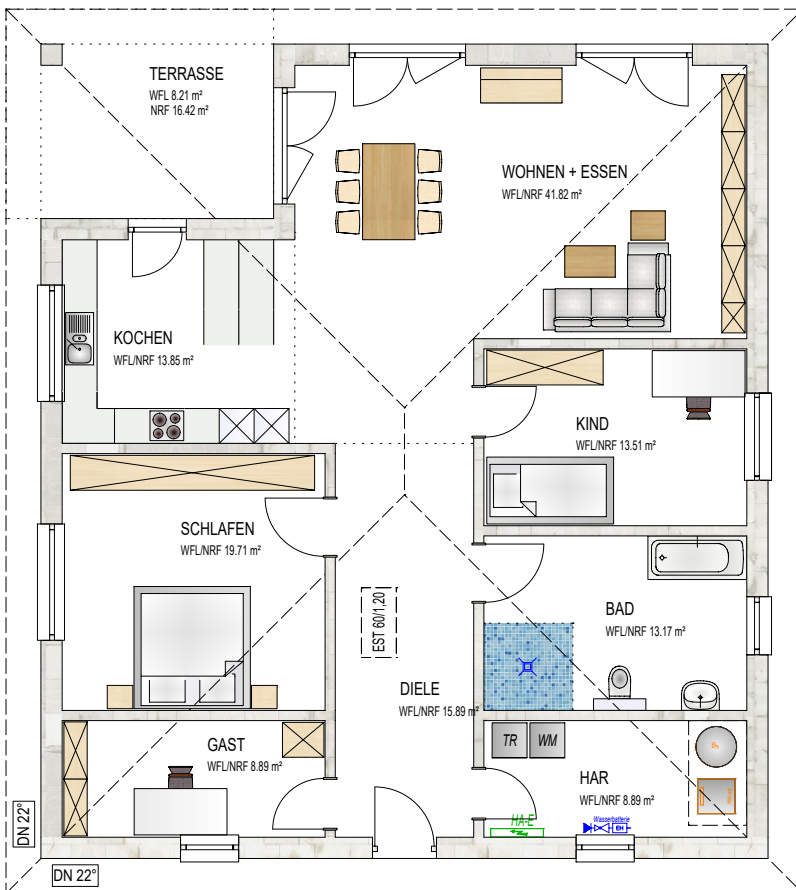 TERRASSE
WFL 8.21 m²
NRF 16.42 m²
WOHNEN + ESSEN
WFL/NRF 41.82 m²
KOCHEN
WFL/NRF 13.85 m²
KIND
WFL/NRF 13.51 m²
SCHLAFEN
WFL/NRF 19.71 m²
EST 60/1,20
BAD
WFL/NRF 13.17 m²
DIELE
WFL/NRF 15.89 m²
GAST
WFL/NRF 8.89 m²
TR
WM
HAR
WFL/NRF 8.89 m²
HA-E
Wasserbatterie
EH
DN 22°
DN 22°